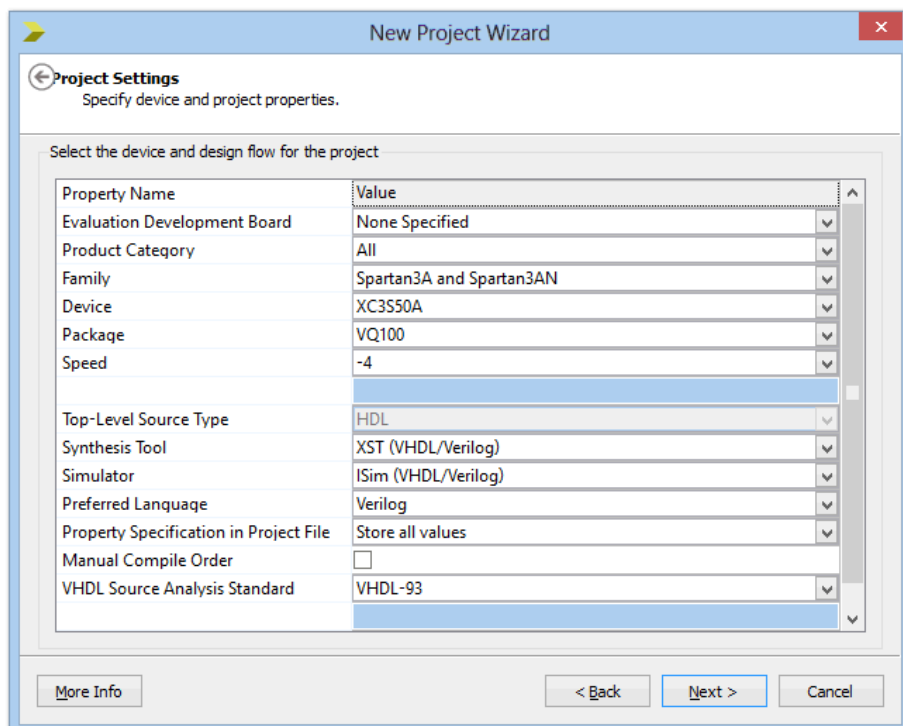 New Project Wizard
Project Settings
Specify device and project properties.
Select the device and design flow for the project
Property Name Value
Evaluation Development Board None Specified
Product Category All
Family Spartan3A and Spartan3AN
Device XC3S50A
Package VQ100
Speed -4
Top-Level Source Type HDL
Synthesis Tool XST (VHDL/Verilog)
Simulator ISim (VHDL/Verilog)
Preferred Language Verilog
Property Specification in Project File Store all values
Manual Compile Order
VHDL Source Analysis Standard VHDL-93
More Info < Back Next > Cancel